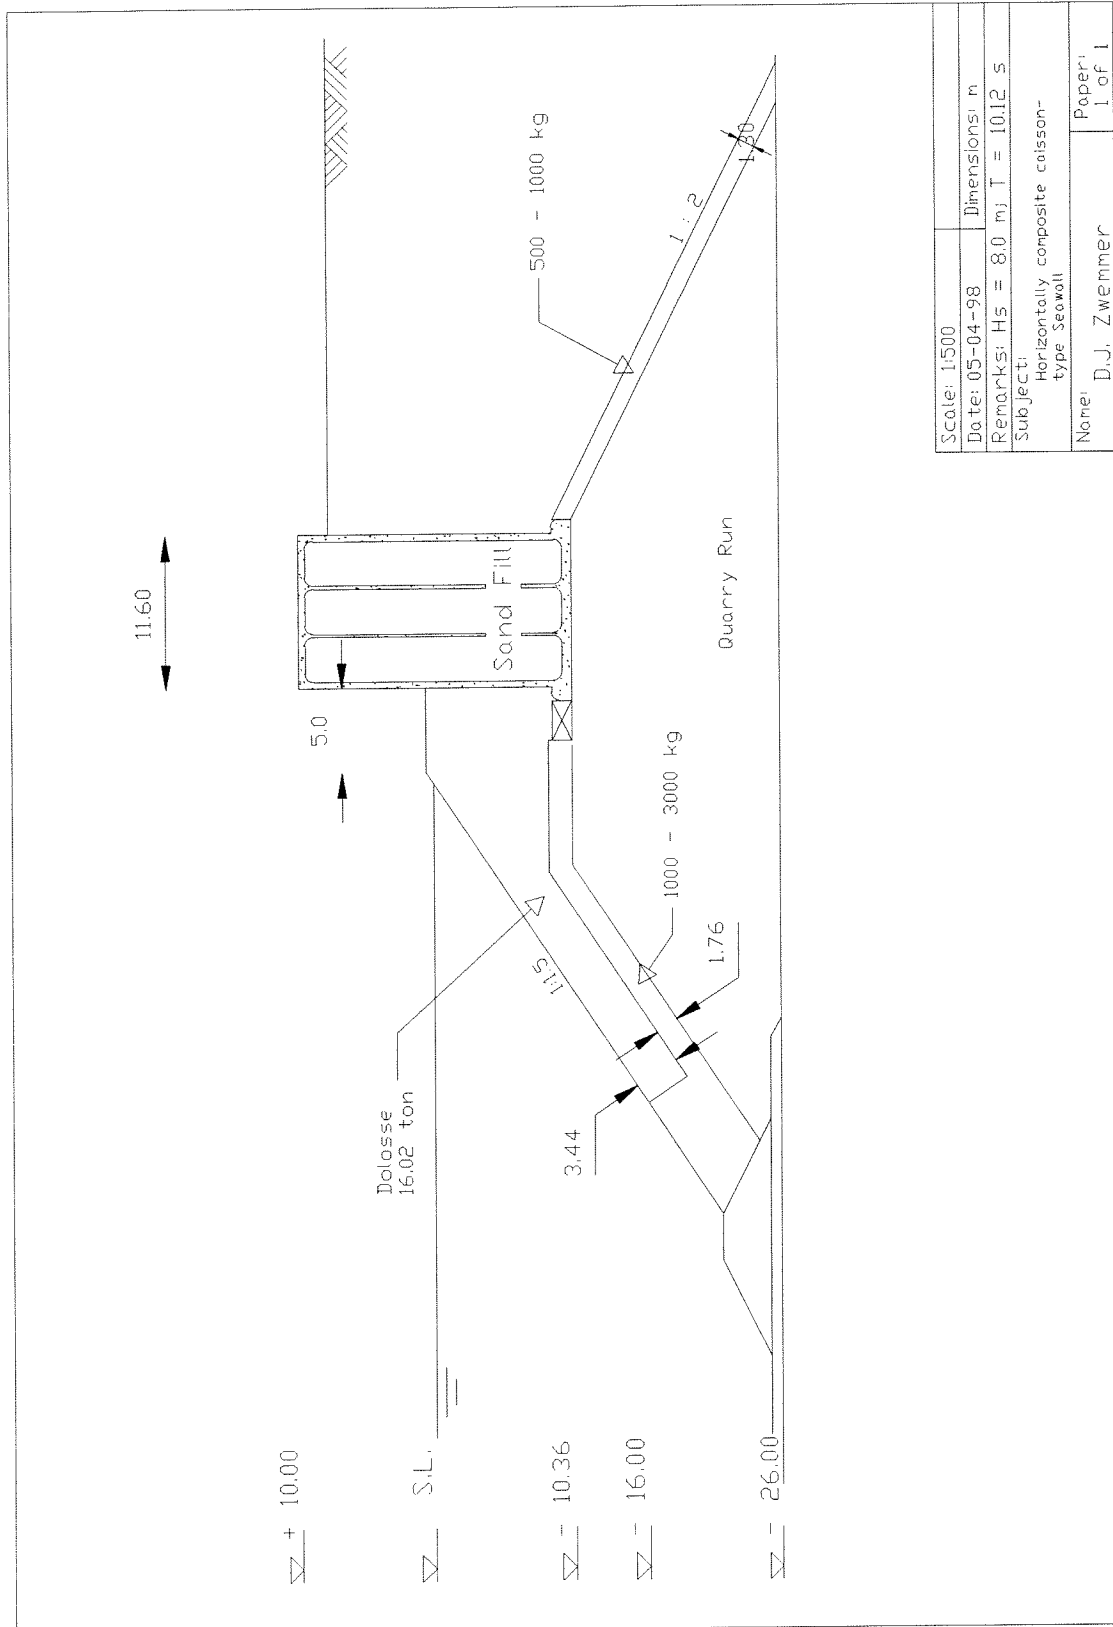 11.60
5.0
+ 10.00
S.L.
- 10.36
- 16.00
- 26.00
Dolosse
16.02 ton
1:1.5
3.44
1.76
1000 - 3000 kg
Sand Fill
Quarry Run
500 - 1000 kg
1 : 2
1.30
Scale: 1:500
Date: 05-04-98 Dimensions: m
Remarks: Hs = 8.0 m; T = 10.12 s
Subject:
Horizontally composite caisson-
type Seawall
Name: D.J. Zwemmer
Paper: 1 of 1